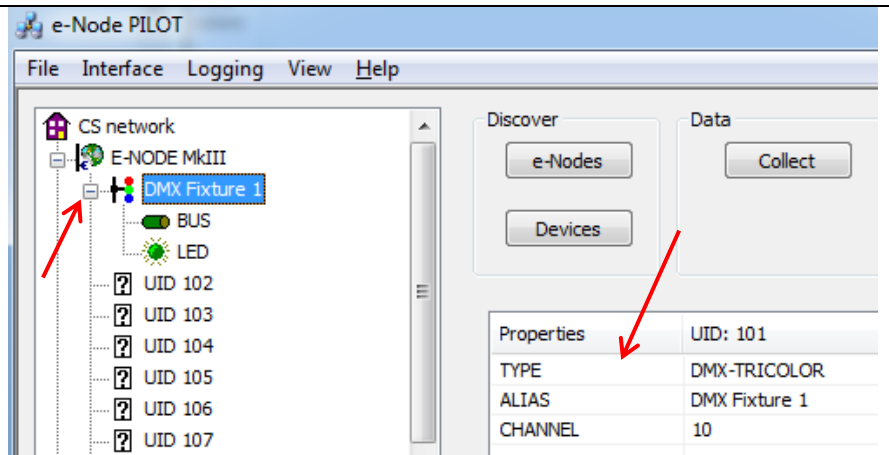 e-Node PILOT
File Interface Logging View Help
CS network
E-NODE MkIII
DMX Fixture 1
BUS
LED
UID 102
UID 103
UID 104
UID 105
UID 106
UID 107
Discover
e-Nodes
Devices
Data
Collect
Properties UID: 101
TYPE DMX-TRICOLOR
ALIAS DMX Fixture 1
CHANNEL 10